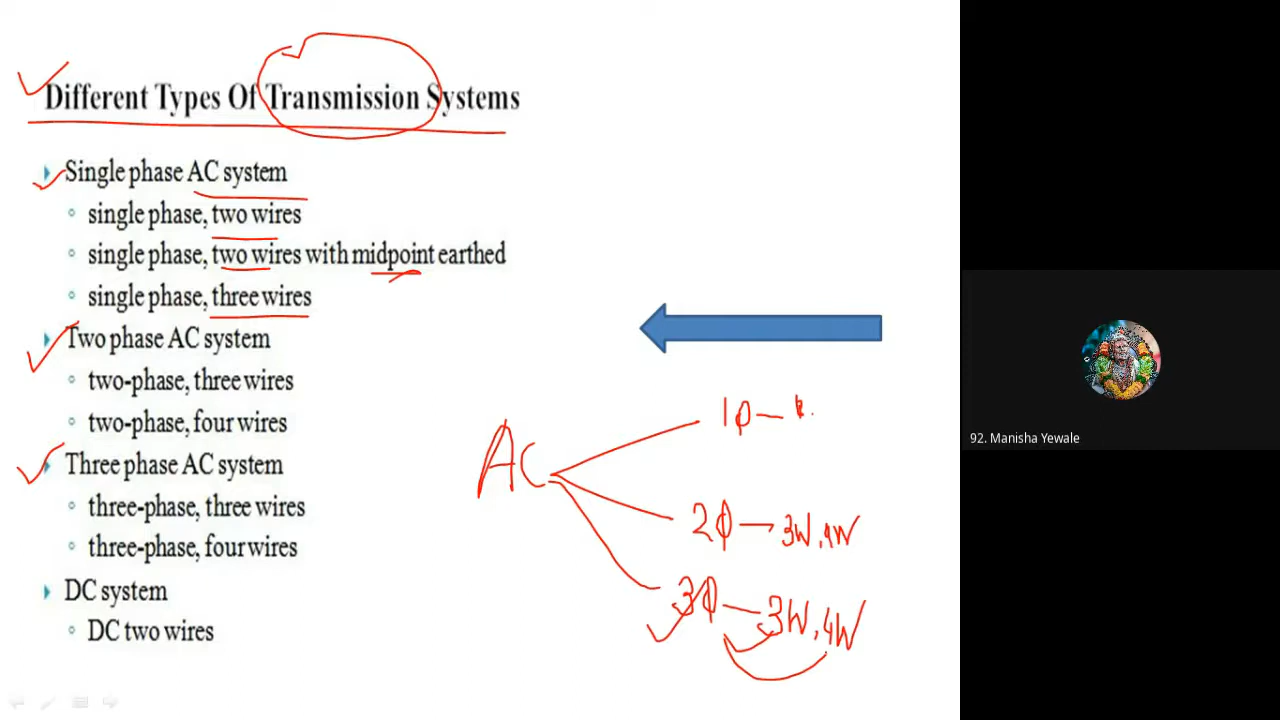 Different Types Of Transmission Systems
Single phase AC system
single phase, two wires
single phase, two wires with midpoint earthed
single phase, three wires
Two phase AC system
two-phase, three wires
two-phase, four wires
Three phase AC system
three-phase, three wires
three-phase, four wires
DC system
DC two wires
AC
1ϕ —
2ϕ — 3W, 4W
3ϕ — 3W, 4W
92. Manisha Yewale